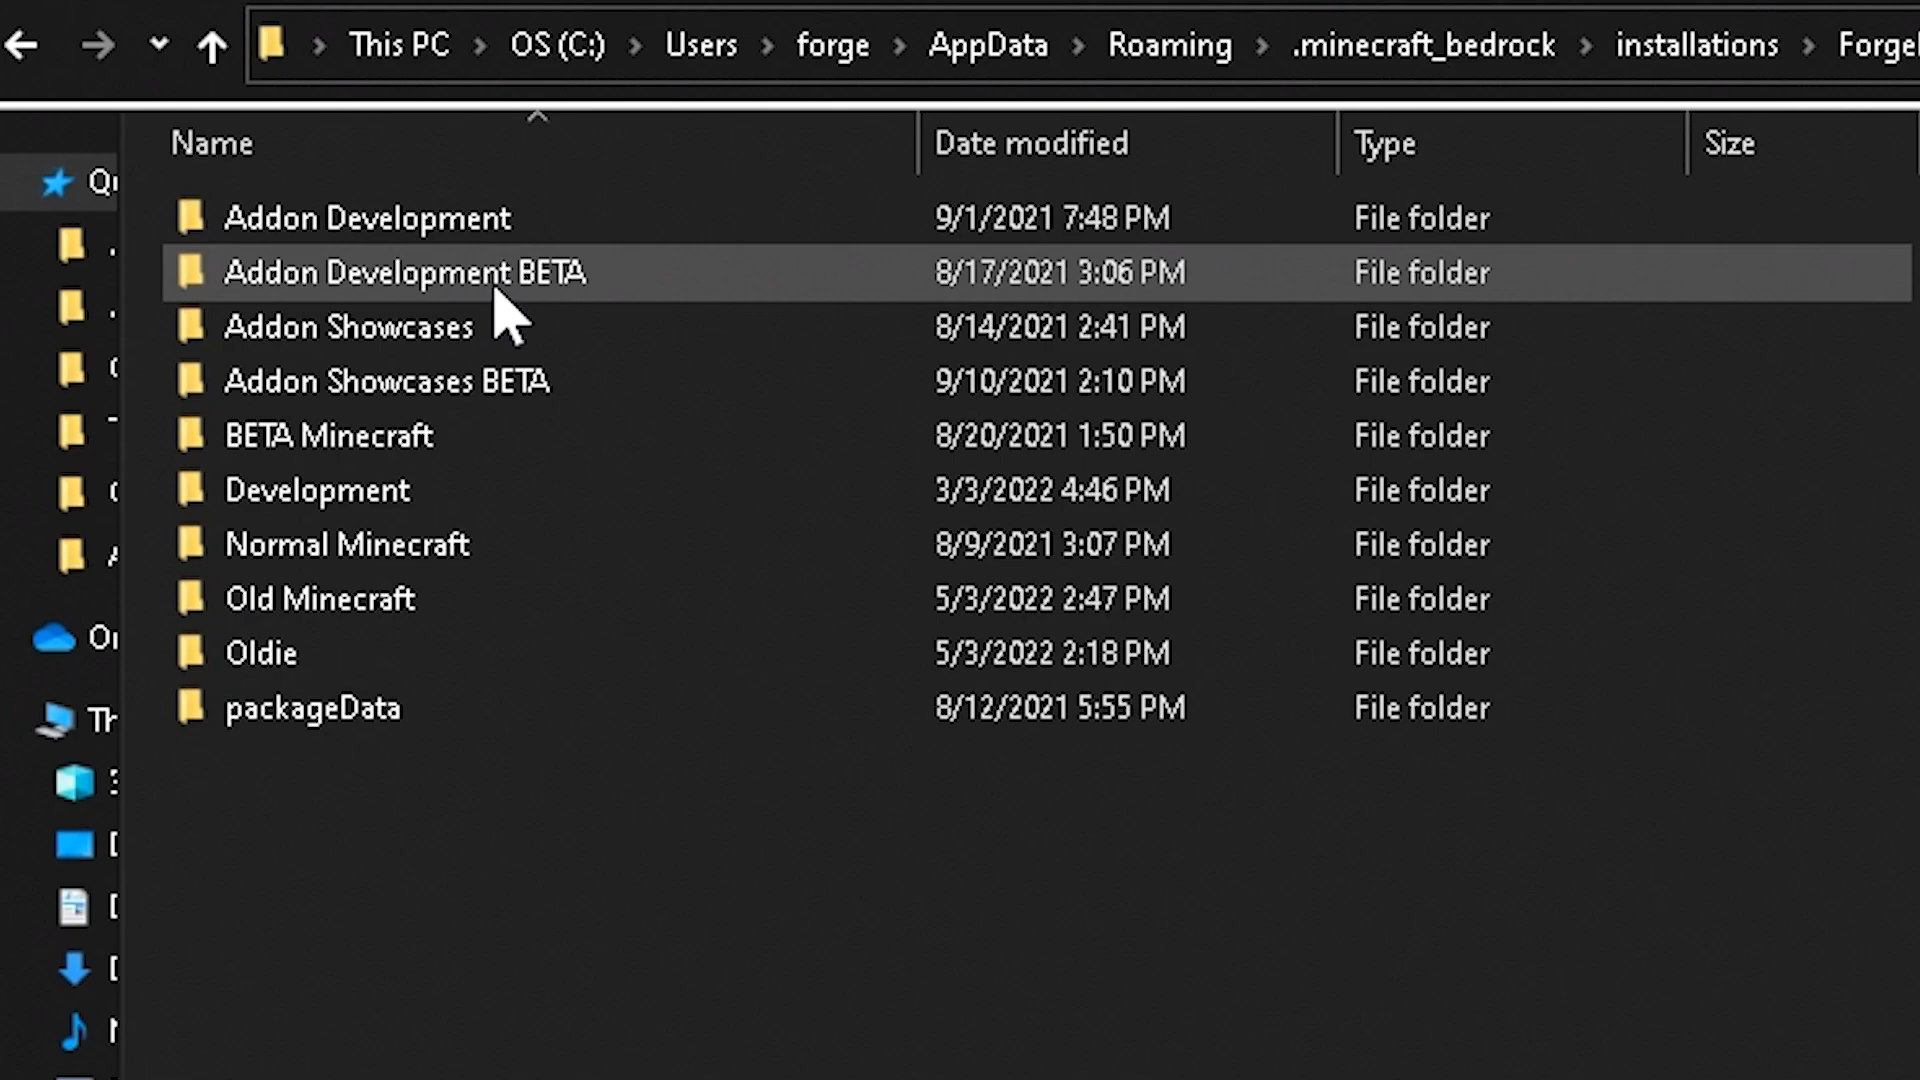 This PC > OS (C:) > Users > forge > AppData > Roaming > .minecraft_bedrock > installations >
Name Date modified Type Size
Addon Development 9/1/2021 7:48 PM File folder
Addon Development BETA 8/17/2021 3:06 PM File folder
Addon Showcases 8/14/2021 2:41 PM File folder
Addon Showcases BETA 9/10/2021 2:10 PM File folder
BETA Minecraft 8/20/2021 1:50 PM File folder
Development 3/3/2022 4:46 PM File folder
Normal Minecraft 8/9/2021 3:07 PM File folder
Old Minecraft 5/3/2022 2:47 PM File folder
Oldie 5/3/2022 2:18 PM File folder
packageData 8/12/2021 5:55 PM File folder